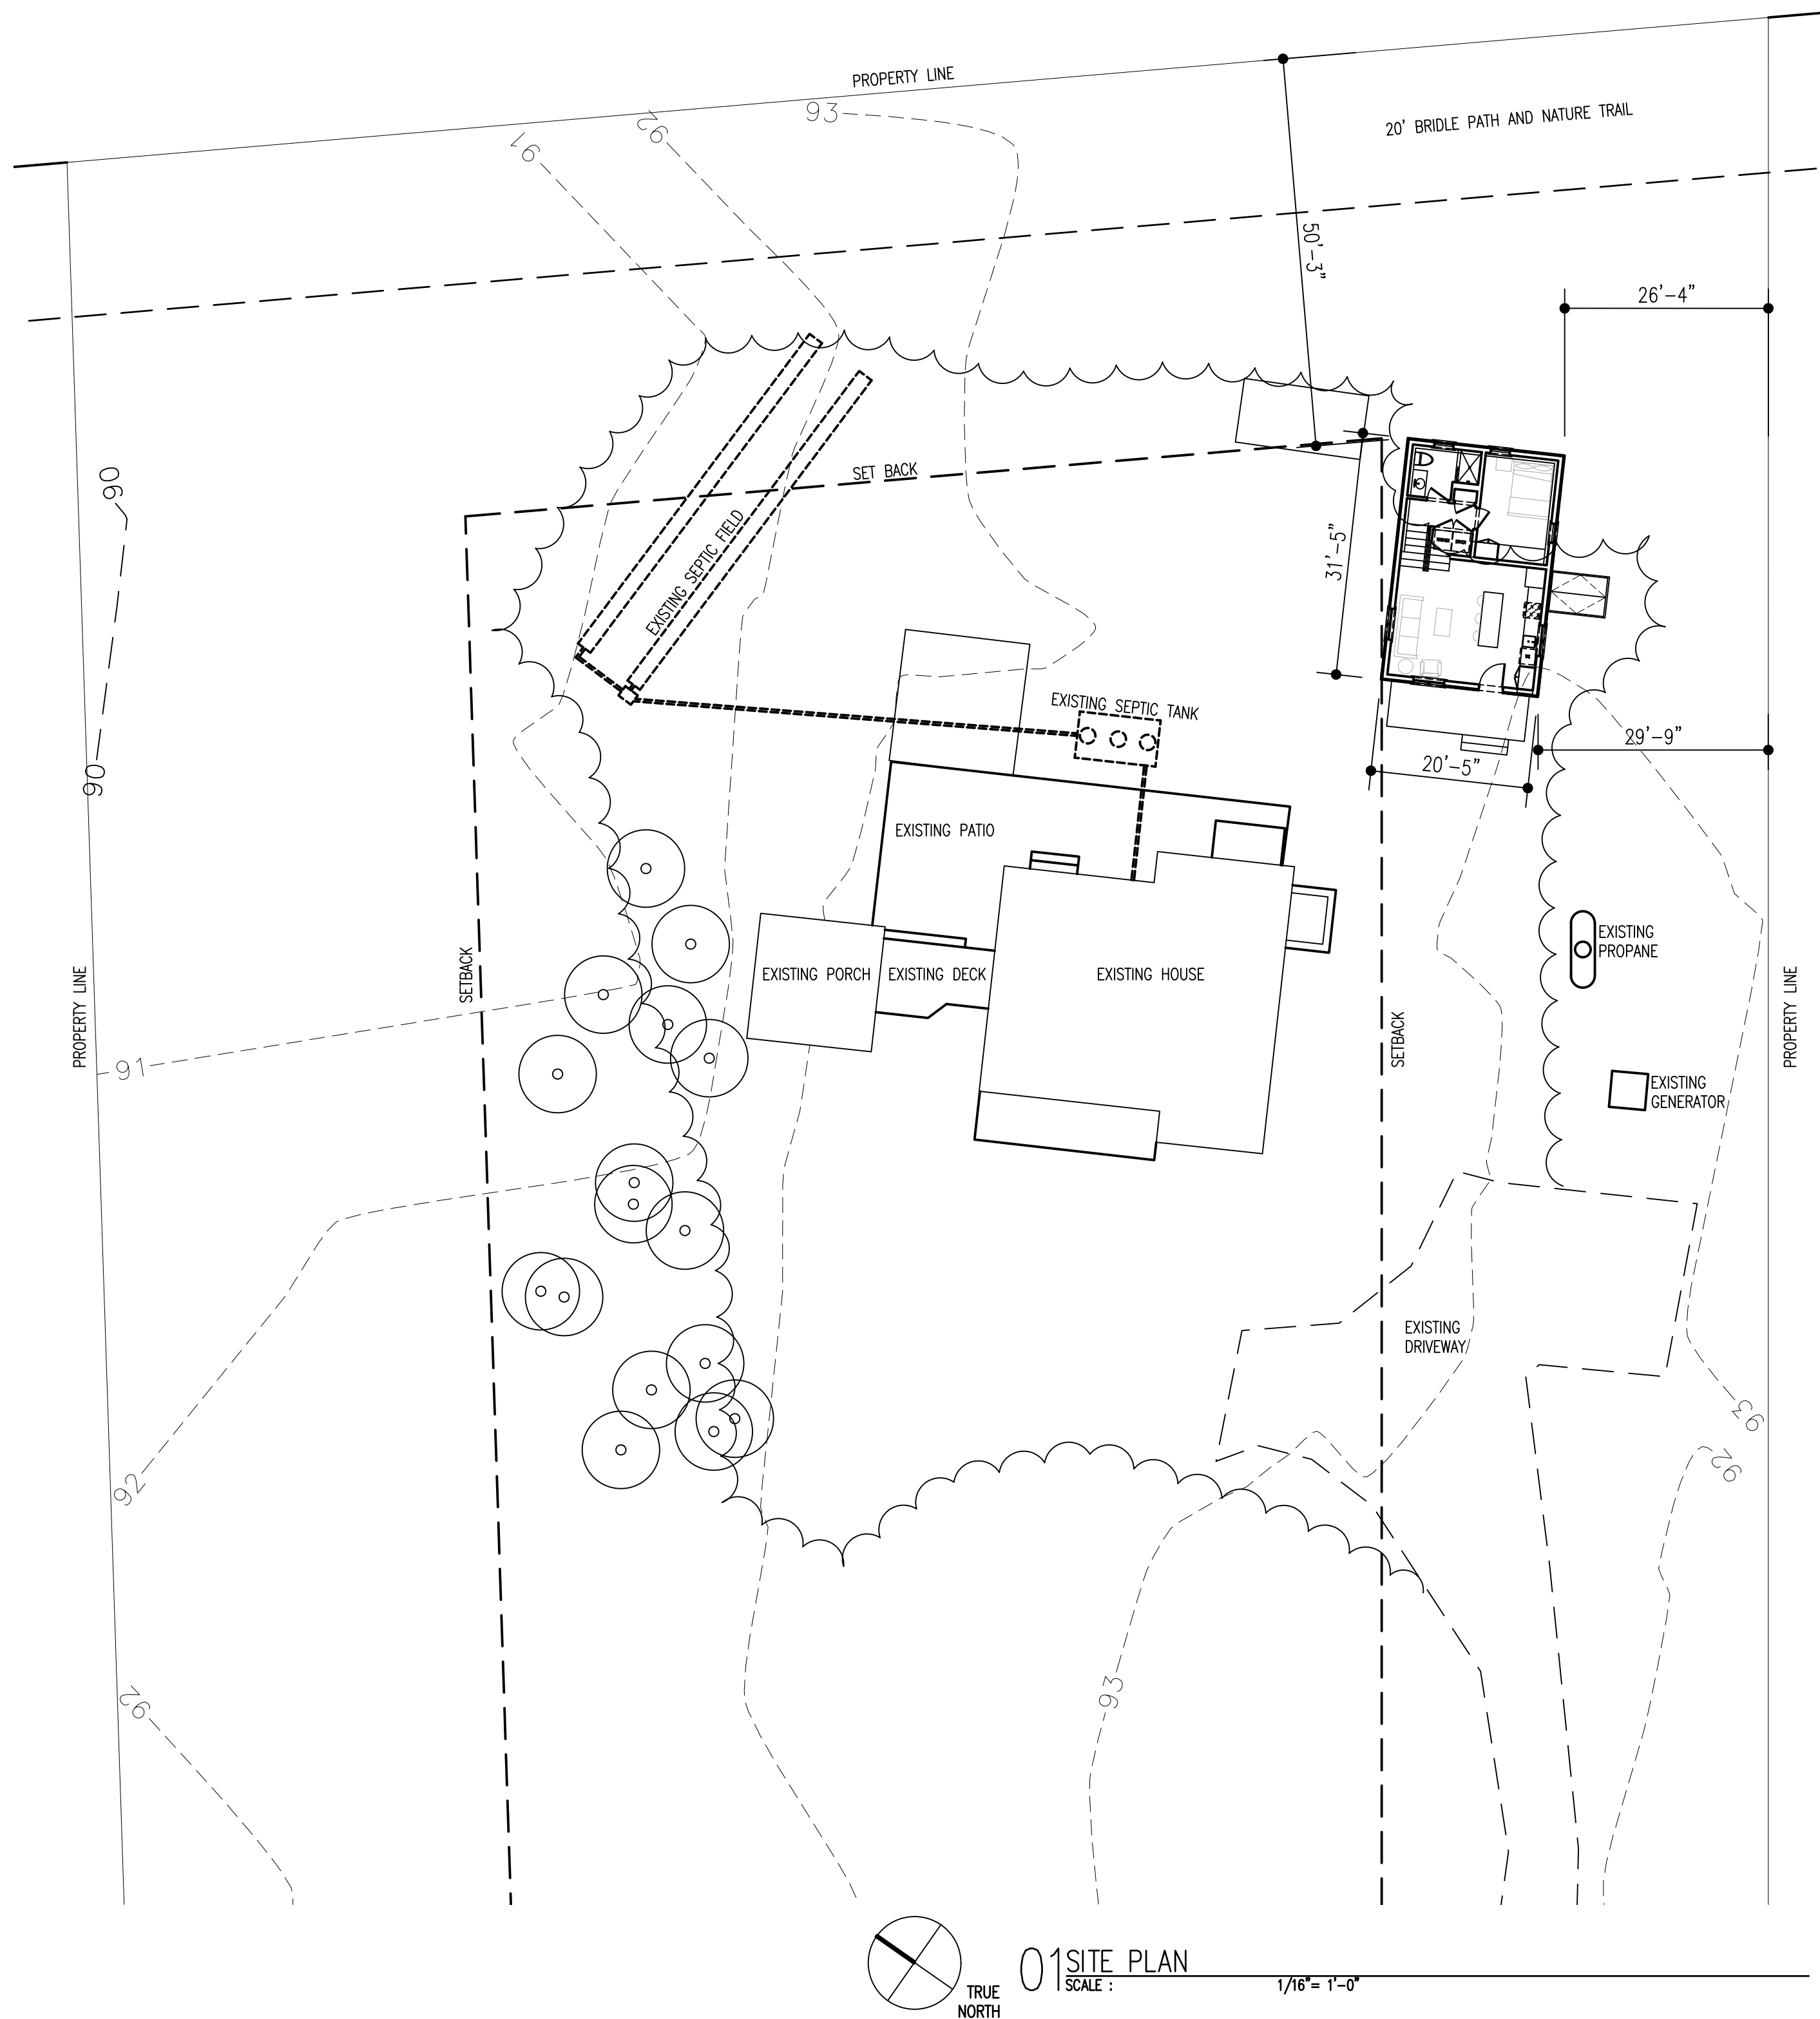 PROPERTY LINE
93
92
91
20' BRIDLE PATH AND NATURE TRAIL
50'-3"
26'-4"
SET BACK
90
EXISTING SEPTIC FIELD
31'-5"
EXISTING SEPTIC TANK
29'-9"
20'-5"
90
EXISTING PATIO
EXISTING
PROPANE
SETBACK
PROPERTY LINE
EXISTING PORCH
EXISTING DECK
EXISTING HOUSE
SETBACK
PROPERTY LINE
91
EXISTING
GENERATOR
EXISTING
DRIVEWAY
93
92
92
93
92
TRUE
NORTH
01 SITE PLAN
SCALE : 1/16"= 1'-0"